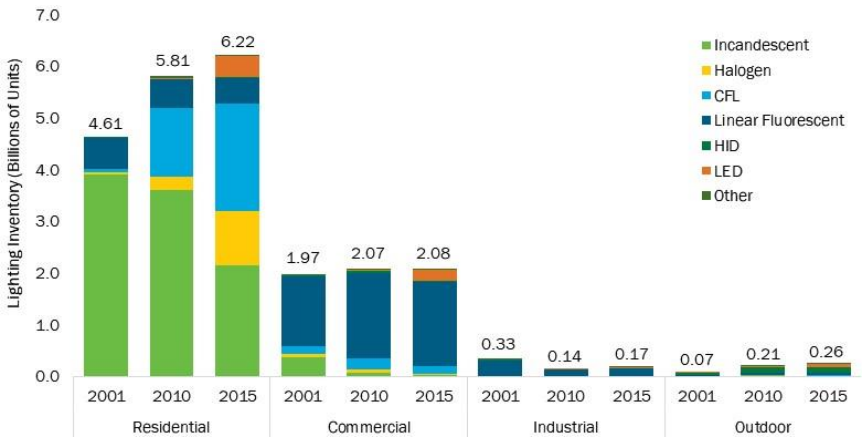 Lighting Inventory (Billions of Units)
7.0
6.0
5.0
4.0
3.0
2.0
1.0
0.0
4.61
5.81
6.22
1.97
2.07
2.08
0.33
0.14
0.17
0.07
0.21
0.26
Incandescent
Halogen
CFL
Linear Fluorescent
HID
LED
Other
2001 2010 2015 2001 2010 2015 2001 2010 2015 2001 2010 2015
Residential Commercial Industrial Outdoor